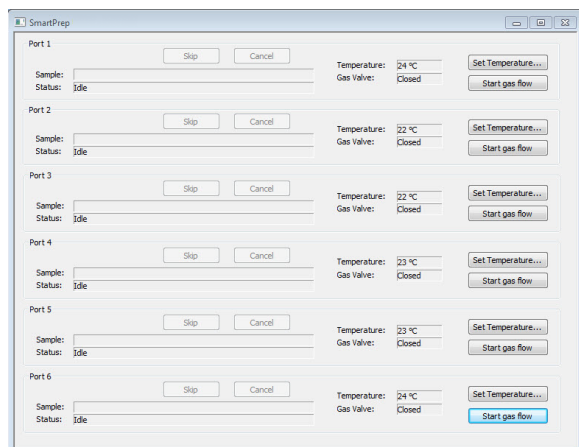 SmartPrep
Port 1
Skip Cancel
Temperature: 24 ºC Set Temperature...
Sample:
Gas Valve: Closed Start gas flow
Status: Idle
Port 2
Skip Cancel
Temperature: 22 ºC Set Temperature...
Sample:
Gas Valve: Closed Start gas flow
Status: Idle
Port 3
Skip Cancel
Temperature: 22 ºC Set Temperature...
Sample:
Gas Valve: Closed Start gas flow
Status: Idle
Port 4
Skip Cancel
Temperature: 23 ºC Set Temperature...
Sample:
Gas Valve: Closed Start gas flow
Status: Idle
Port 5
Skip Cancel
Temperature: 23 ºC Set Temperature...
Sample:
Gas Valve: Closed Start gas flow
Status: Idle
Port 6
Skip Cancel
Temperature: 24 ºC Set Temperature...
Sample:
Gas Valve: Closed Start gas flow
Status: Idle